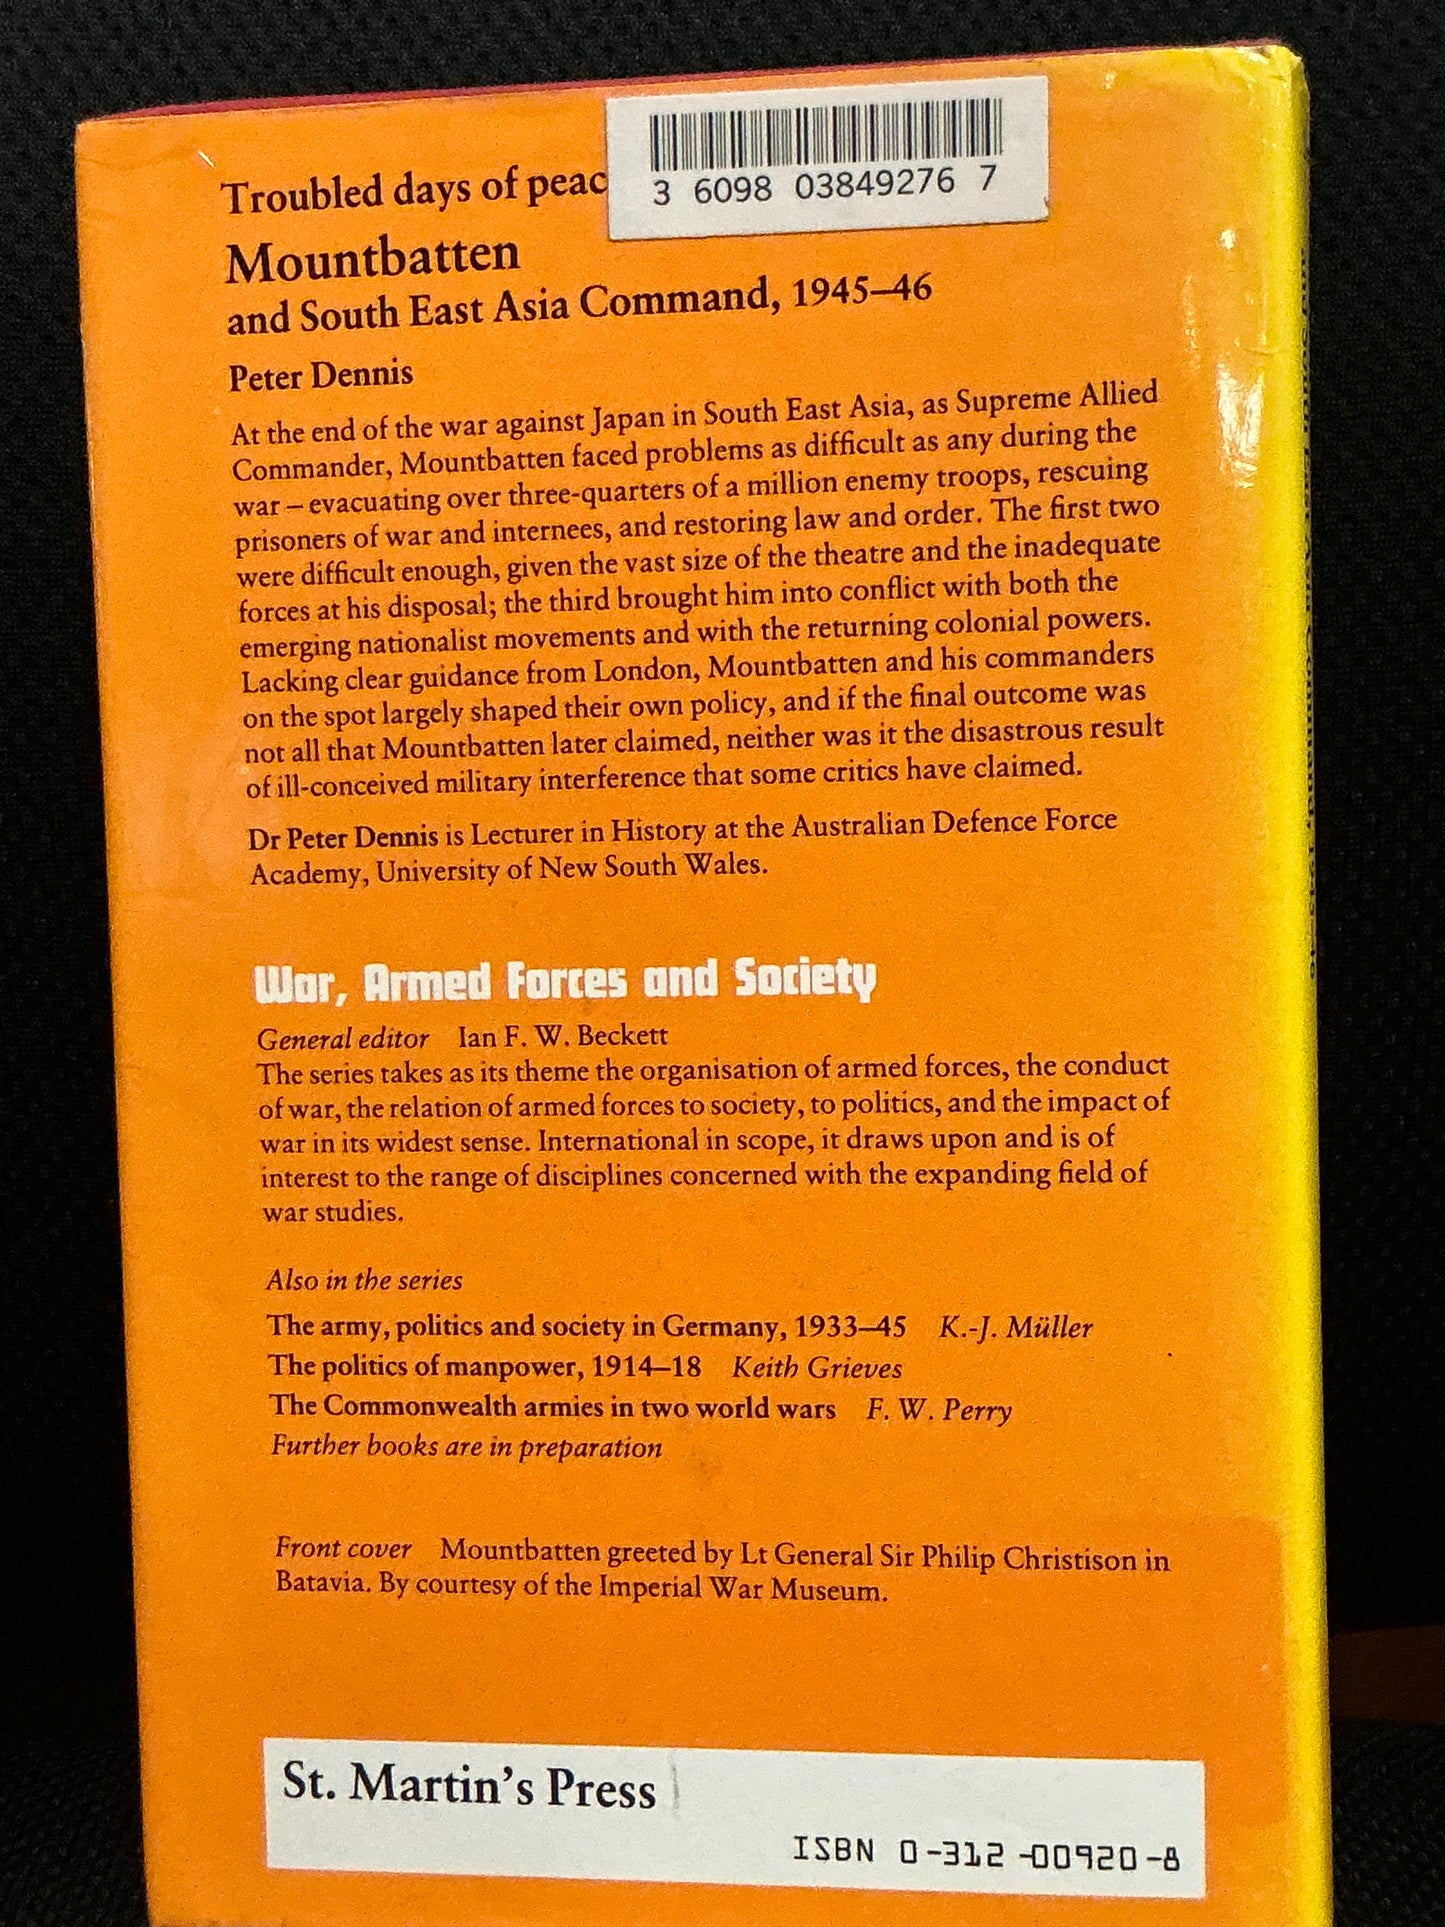 3 6098 03849276 7
Troubled days of peac
Mountbatten
and South East Asia Command, 1945–46
Peter Dennis
At the end of the war against Japan in South East Asia, as Supreme Allied
Commander, Mountbatten faced problems as difficult as any during the
war – evacuating over three-quarters of a million enemy troops, rescuing
prisoners of war and internees, and restoring law and order. The first two
were difficult enough, given the vast size of the theatre and the inadequate
forces at his disposal; the third brought him into conflict with both the
emerging nationalist movements and with the returning colonial powers.
Lacking clear guidance from London, Mountbatten and his commanders
on the spot largely shaped their own policy, and if the final outcome was
not all that Mountbatten later claimed, neither was it the disastrous result
of ill-conceived military interference that some critics have claimed.
Dr Peter Dennis is Lecturer in History at the Australian Defence Force
Academy, University of New South Wales.
War, Armed Forces and Society
General editor Ian F. W. Beckett
The series takes as its theme the organisation of armed forces, the conduct
of war, the relation of armed forces to society, to politics, and the impact of
war in its widest sense. International in scope, it draws upon and is of
interest to the range of disciplines concerned with the expanding field of
war studies.
Also in the series
The army, politics and society in Germany, 1933–45 K.-J. Müller
The politics of manpower, 1914–18 Keith Grieves
The Commonwealth armies in two world wars F. W. Perry
Further books are in preparation
Front cover Mountbatten greeted by Lt General Sir Philip Christison in
Batavia. By courtesy of the Imperial War Museum.
St. Martin's Press
ISBN 0-312-00920-8